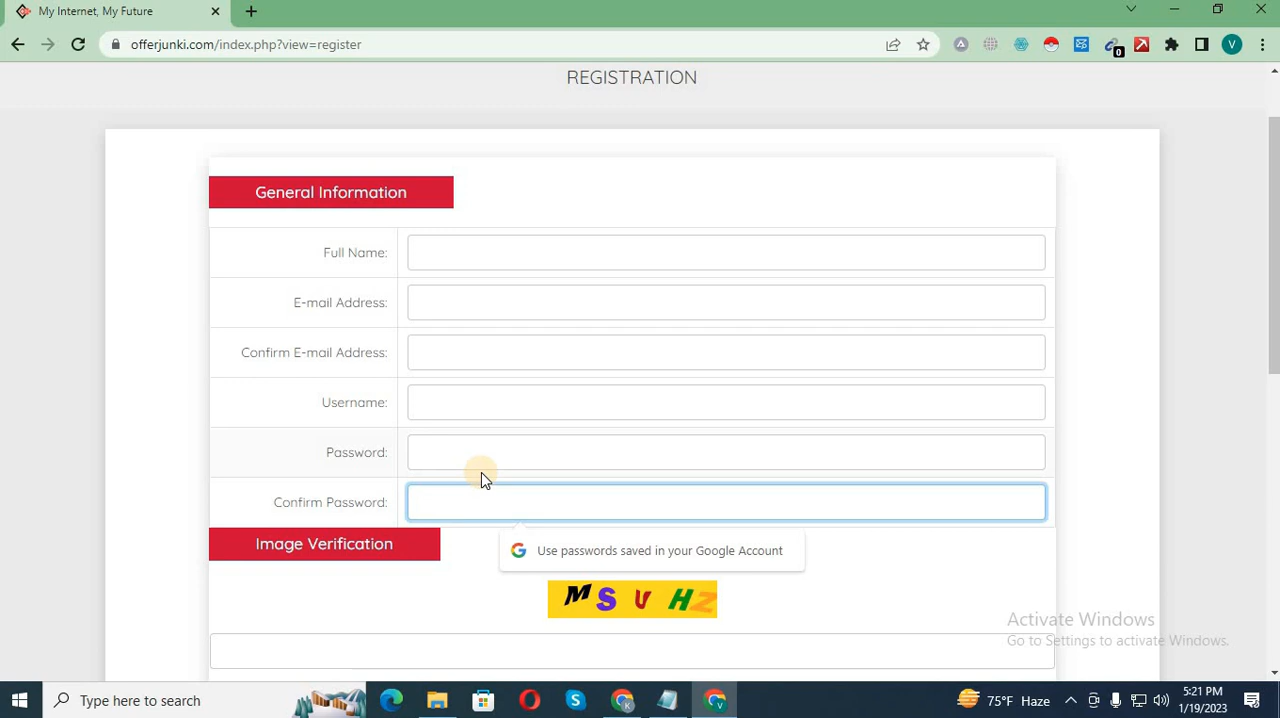 My Internet, My Future
offerjunki.com/index.php?view=register
0
V
REGISTRATION
General Information
Full Name:
E-mail Address:
Confirm E-mail Address:
Username:
Password:
Confirm Password:
Use passwords saved in your Google Account
Image Verification
M S U H Z
Activate Windows
Go to Settings to activate Windows.
Type here to search
S
K
V
75°F Haze
5:21 PM
1/19/2023